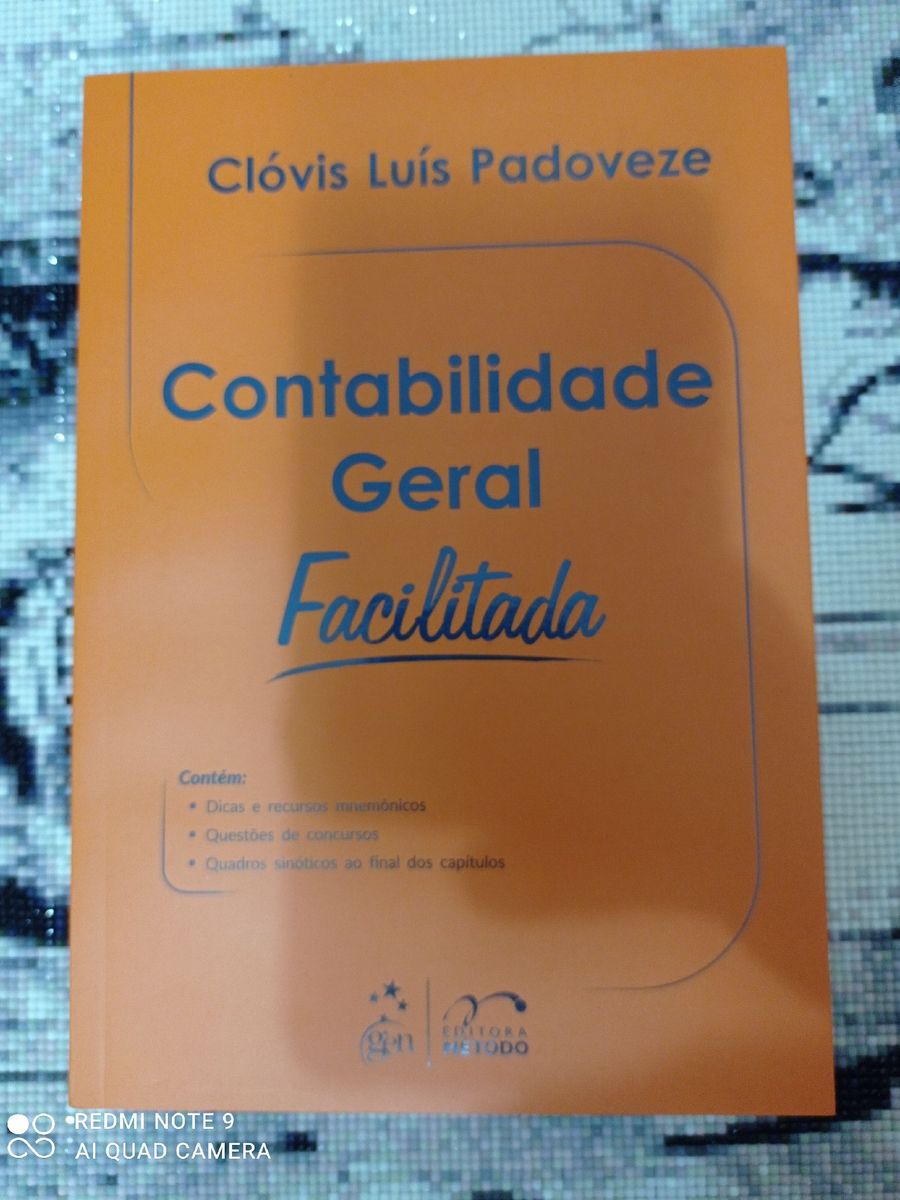 Clóvis Luís Padoveze
Contabilidade
Geral
Facilitada
Contém:
• Dicas e recursos mnemônicos
• Questões de concursos
• Quadros sinóticos ao final dos capítulos
gen
EDITORA
MÉTODO
REDMI NOTE 9
AI QUAD CAMERA